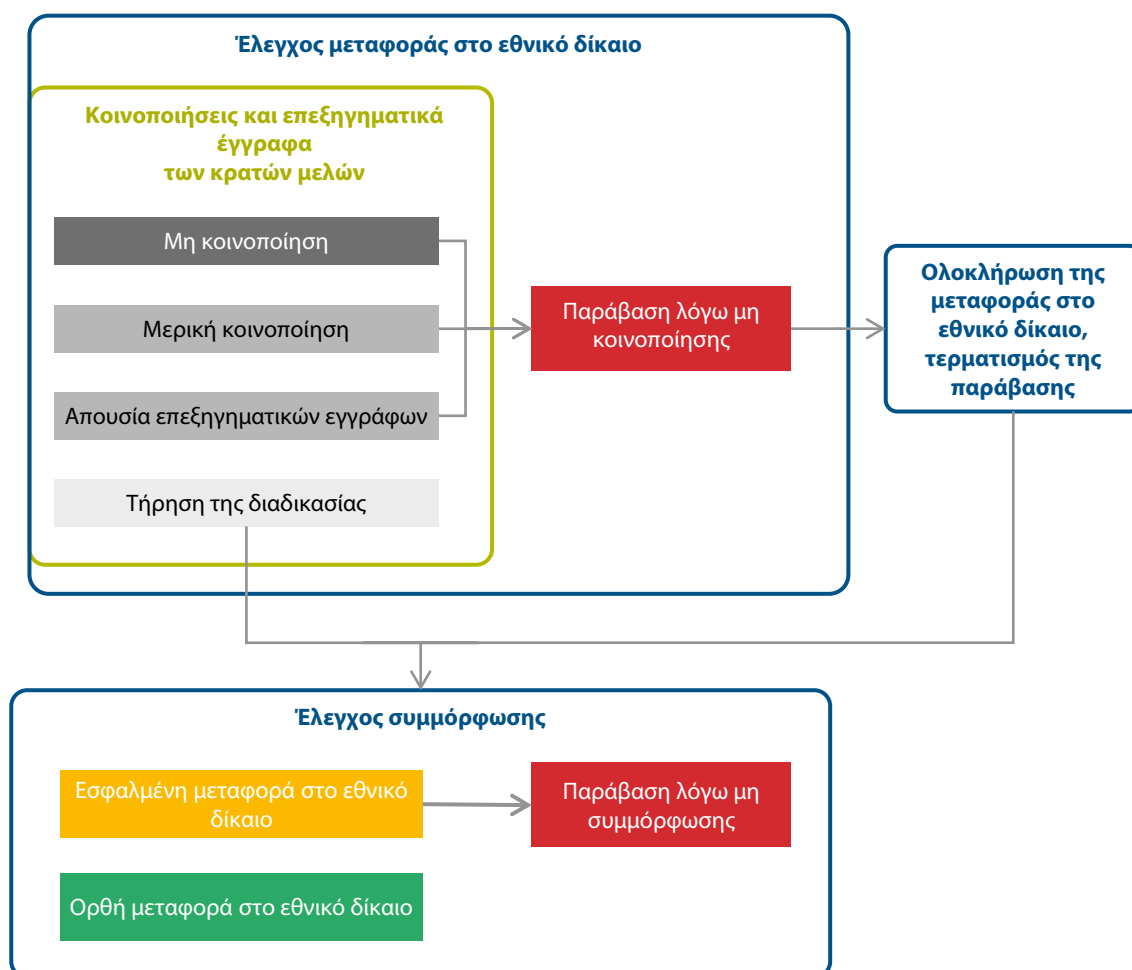 Έλεγχος μεταφοράς στο εθνικό δίκαιο
Κοινοποιήσεις και επεξηγηματικά
έγγραφα
των κρατών μελών
Μη κοινοποίηση
Μερική κοινοποίηση
Απουσία επεξηγηματικών εγγράφων
Τήρηση της διαδικασίας
Παράβαση λόγω μη
κοινοποίησης
Ολοκλήρωση της
μεταφοράς στο
εθνικό δίκαιο,
τερματισμός της
παράβασης
Έλεγχος συμμόρφωσης
Εσφαλμένη μεταφορά στο εθνικό
δίκαιο
Παράβαση λόγω μη
συμμόρφωσης
Ορθή μεταφορά στο εθνικό δίκαιο